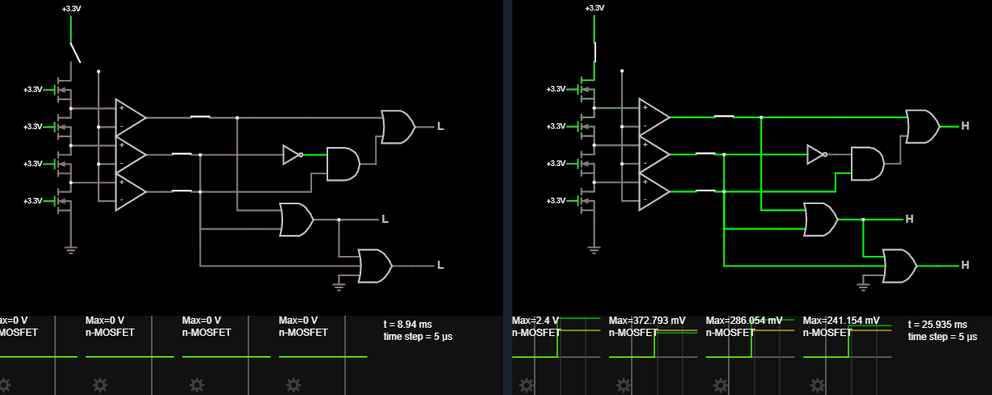 +3.3V
+3.3V
+3.3V
+3.3V
+3.3V
+
-
+
-
+
-
L
L
L
Max=0 V
n-MOSFET
Max=0 V
n-MOSFET
Max=0 V
n-MOSFET
Max=0 V
n-MOSFET
t = 8.94 ms
time step = 5 µs
+3.3V
+3.3V
+3.3V
+3.3V
+3.3V
+
-
+
-
+
-
H
H
H
Max=2.4 V
n-MOSFET
Max=372.793 mV
n-MOSFET
Max=286.054 mV
n-MOSFET
Max=241.154 mV
n-MOSFET
t = 25.935 ms
time step = 5 µs